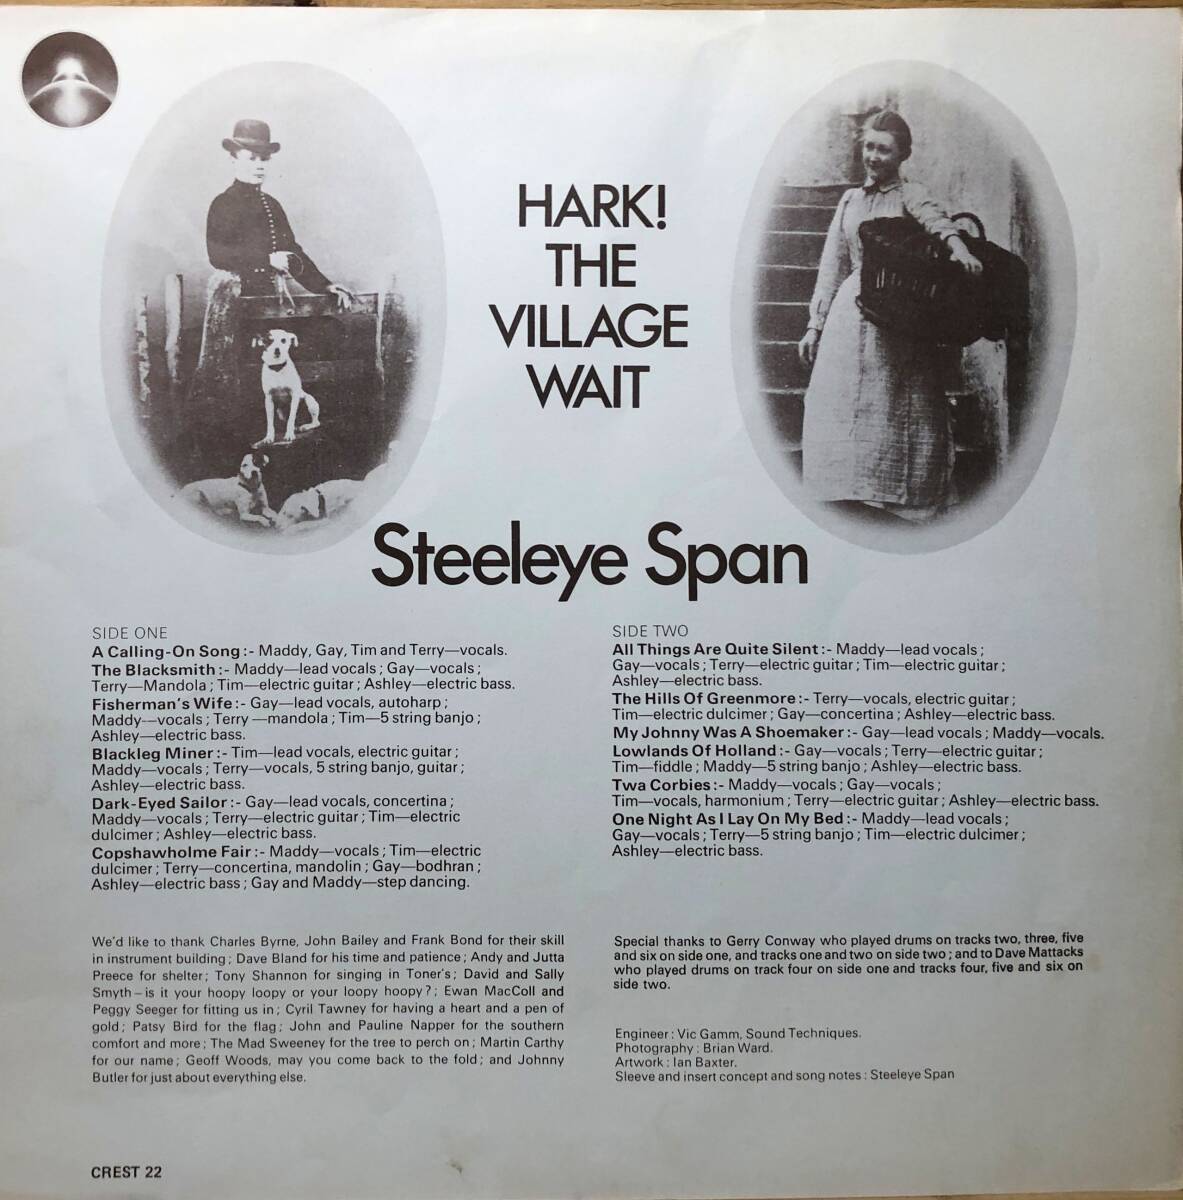 HARK!
THE
VILLAGE
WAIT
Steeleye Span
SIDE ONE
A Calling-On Song :- Maddy, Gay, Tim and Terry—vocals.
The Blacksmith :- Maddy—lead vocals ; Gay—vocals ;
Terry—Mandola ; Tim—electric guitar ; Ashley—electric bass.
Fisherman's Wife :- Gay—lead vocals, autoharp ;
Maddy—vocals ; Terry —mandola ; Tim—5 string banjo ;
Ashley—electric bass.
Blackleg Miner :- Tim—lead vocals, electric guitar ;
Maddy—vocals ; Terry—vocals, 5 string banjo, guitar ;
Ashley—electric bass.
Dark-Eyed Sailor :- Gay—lead vocals, concertina ;
Maddy—vocals ; Terry—electric guitar ; Tim—electric
dulcimer ; Ashley—electric bass.
Copshawholme Fair :- Maddy—vocals ; Tim—electric
dulcimer ; Terry—concertina, mandolin ; Gay—bodhran ;
Ashley—electric bass ; Gay and Maddy—step dancing.
SIDE TWO
All Things Are Quite Silent :- Maddy—lead vocals ;
Gay—vocals ; Terry—electric guitar ; Tim—electric guitar ;
Ashley—electric bass.
The Hills Of Greenmore :- Terry—vocals, electric guitar ;
Tim—electric dulcimer ; Gay—concertina ; Ashley—electric bass.
My Johnny Was A Shoemaker :- Gay—lead vocals ; Maddy—vocals.
Lowlands Of Holland :- Gay—vocals ; Terry—electric guitar ;
Tim—fiddle ; Maddy—5 string banjo ; Ashley—electric bass.
Twa Corbies :- Maddy—vocals ; Gay—vocals ;
Tim—vocals, harmonium ; Terry—electric guitar ; Ashley—electric bass.
One Night As I Lay On My Bed :- Maddy—lead vocals ;
Gay—vocals ; Terry—5 string banjo ; Tim—electric dulcimer ;
Ashley—electric bass.
We'd like to thank Charles Byrne, John Bailey and Frank Bond for their skill
in instrument building ; Dave Bland for his time and patience ; Andy and Jutta
Preece for shelter ; Tony Shannon for singing in Toner's ; David and Sally
Smyth – is it your hoopy loopy or your loopy hoopy? ; Ewan MacColl and
Peggy Seeger for fitting us in ; Cyril Tawney for having a heart and a pen of
gold ; Patsy Bird for the flag ; John and Pauline Napper for the southern
comfort and more ; The Mad Sweeney for the tree to perch on ; Martin Carthy
for our name ; Geoff Woods, may you come back to the fold ; and Johnny
Butler for just about everything else.
Special thanks to Gerry Conway who played drums on tracks two, three, five
and six on side one, and tracks one and two on side two ; and to Dave Mattacks
who played drums on track four on side one and tracks four, five and six on
side two.
Engineer : Vic Gamm, Sound Techniques.
Photography : Brian Ward.
Artwork : Ian Baxter.
Sleeve and insert concept and song notes : Steeleye Span
CREST 22